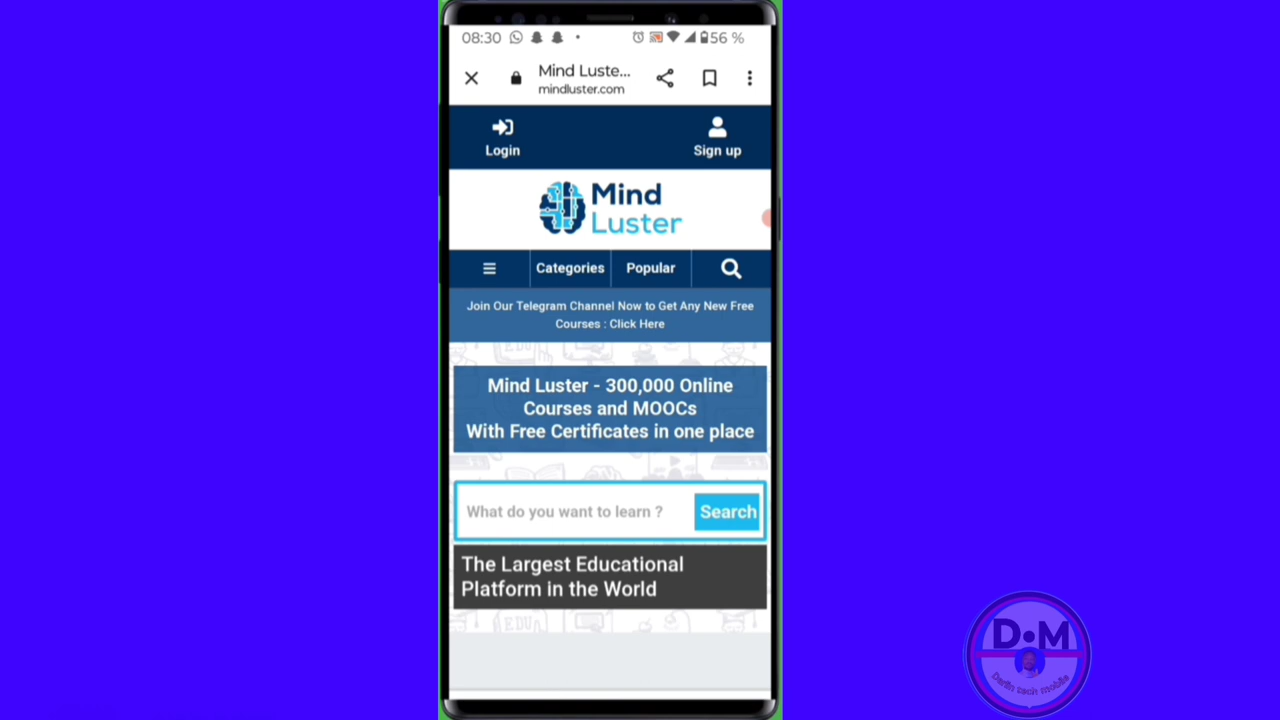 08:30
56 %
Mind Luste...
mindluster.com
Login
Sign up
Mind
Luster
Categories
Popular
Join Our Telegram Channel Now to Get Any New Free
Courses : Click Here
Mind Luster - 300,000 Online
Courses and MOOCs
With Free Certificates in one place
What do you want to learn ?
Search
The Largest Educational
Platform in the World
D•M